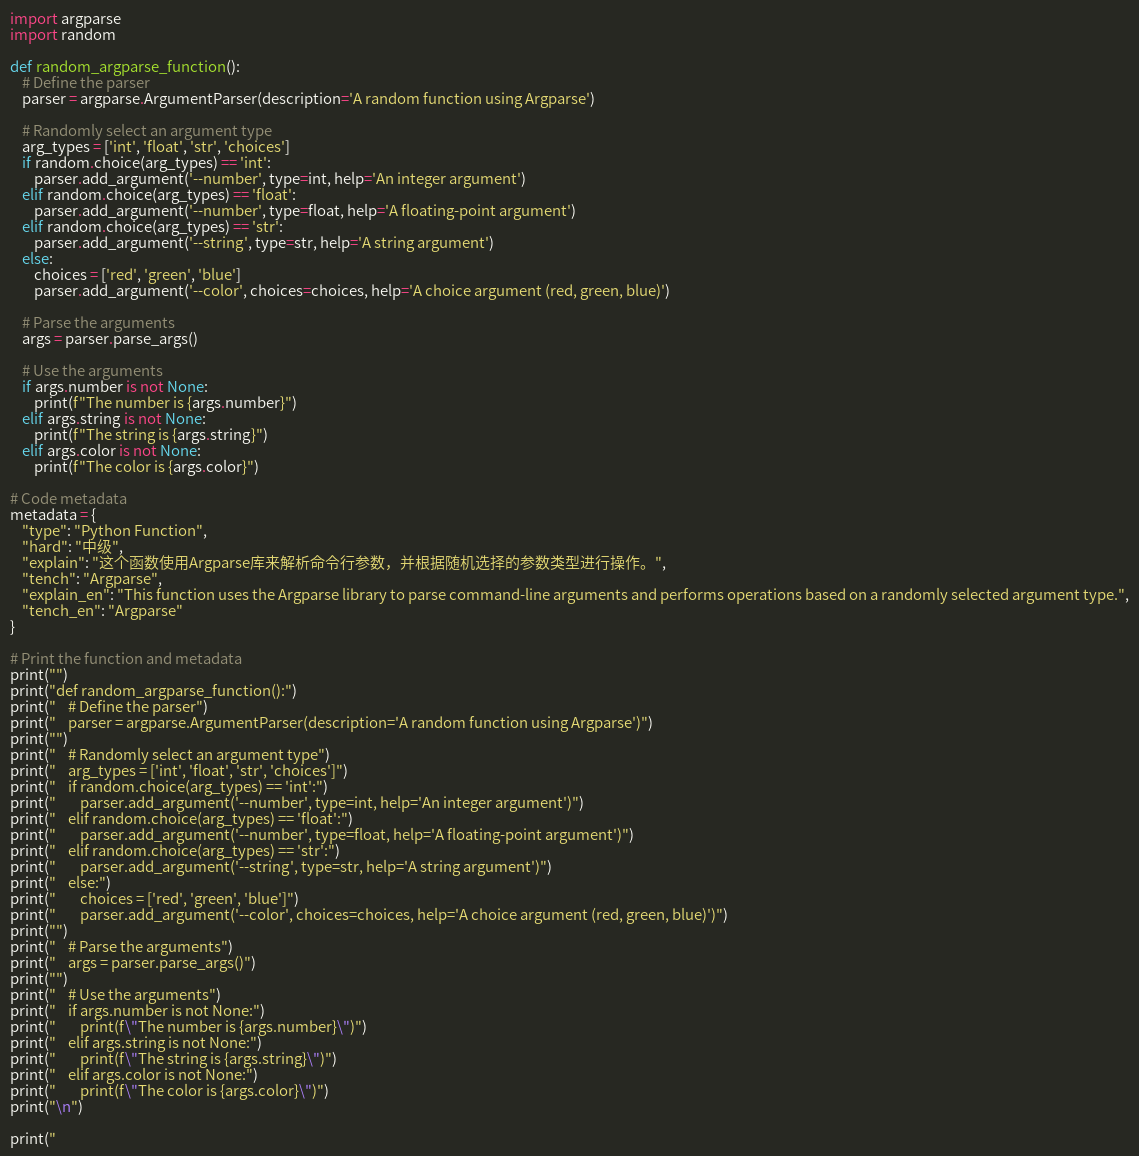 import argparse
import random

def random_argparse_function():
    # Define the parser
    parser = argparse.ArgumentParser(description='A random function using Argparse')

    # Randomly select an argument type
    arg_types = ['int', 'float', 'str', 'choices']
    if random.choice(arg_types) == 'int':
        parser.add_argument('--number', type=int, help='An integer argument')
    elif random.choice(arg_types) == 'float':
        parser.add_argument('--number', type=float, help='A floating-point argument')
    elif random.choice(arg_types) == 'str':
        parser.add_argument('--string', type=str, help='A string argument')
    else:
        choices = ['red', 'green', 'blue']
        parser.add_argument('--color', choices=choices, help='A choice argument (red, green, blue)')

    # Parse the arguments
    args = parser.parse_args()

    # Use the arguments
    if args.number is not None:
        print(f"The number is {args.number}")
    elif args.string is not None:
        print(f"The string is {args.string}")
    elif args.color is not None:
        print(f"The color is {args.color}")

# Code metadata
metadata = {
    "type": "Python Function",
    "hard": "中级",
    "explain": "这个函数使用Argparse库来解析命令行参数，并根据随机选择的参数类型进行操作。",
    "tench": "Argparse",
    "explain_en": "This function uses the Argparse library to parse command-line arguments and performs operations based on a randomly selected argument type.",
    "tench_en": "Argparse"
}

# Print the function and metadata
print("")
print("def random_argparse_function():")
print("    # Define the parser")
print("    parser = argparse.ArgumentParser(description='A random function using Argparse')")
print("")
print("    # Randomly select an argument type")
print("    arg_types = ['int', 'float', 'str', 'choices']")
print("    if random.choice(arg_types) == 'int':")
print("        parser.add_argument('--number', type=int, help='An integer argument')")
print("    elif random.choice(arg_types) == 'float':")
print("        parser.add_argument('--number', type=float, help='A floating-point argument')")
print("    elif random.choice(arg_types) == 'str':")
print("        parser.add_argument('--string', type=str, help='A string argument')")
print("    else:")
print("        choices = ['red', 'green', 'blue']")
print("        parser.add_argument('--color', choices=choices, help='A choice argument (red, green, blue)')")
print("")
print("    # Parse the arguments")
print("    args = parser.parse_args()")
print("")
print("    # Use the arguments")
print("    if args.number is not None:")
print("        print(f\"The number is {args.number}\")")
print("    elif args.string is not None:")
print("        print(f\"The string is {args.string}\")")
print("    elif args.color is not None:")
print("        print(f\"The color is {args.color}\")")
print("\n")

print("